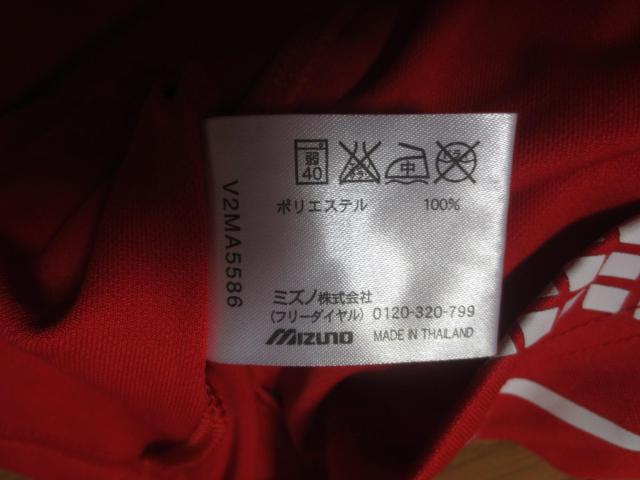 弱
40
中
ポリエステル 100%
V2MA5586
ミズノ株式会社
(フリーダイヤル) 0120-320-799
MIZUNO MADE IN THAILAND